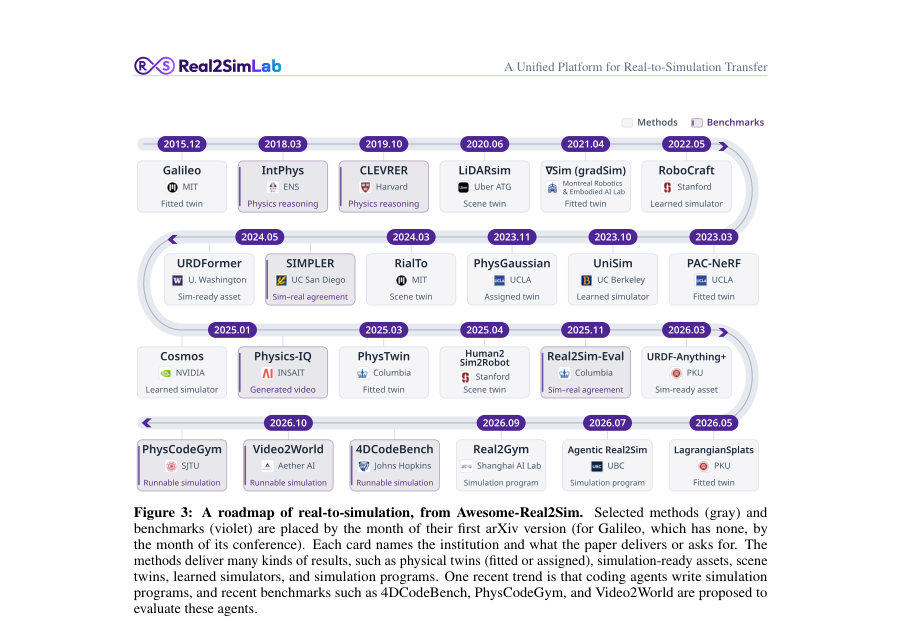 Real2SimLab
A Unified Platform for Real-to-Simulation Transfer
Methods Benchmarks
2015.12 2018.03 2019.10 2020.06 2021.04 2022.05
Galileo
MIT
Fitted twin
IntPhys
ENS
Physics reasoning
CLEVRER
Harvard
Physics reasoning
LiDARsim
Uber ATG
Scene twin
∇Sim (gradSim)
Montreal Robotics
& Embodied AI Lab
Fitted twin
RoboCraft
Stanford
Learned simulator
2024.05 2024.03 2023.11 2023.10 2023.03
URDFormer
U. Washington
Sim-ready asset
SIMPLER
UC San Diego
Sim–real agreement
RialTo
MIT
Scene twin
PhysGaussian
UCLA
Assigned twin
UniSim
UC Berkeley
Learned simulator
PAC-NeRF
UCLA
Fitted twin
2025.01 2025.03 2025.04 2025.11 2026.03
Cosmos
NVIDIA
Learned simulator
Physics-IQ
INSAIT
Generated video
PhysTwin
Columbia
Fitted twin
Human2
Sim2Robot
Stanford
Scene twin
Real2Sim-Eval
Columbia
Sim–real agreement
URDF-Anything+
PKU
Sim-ready asset
2026.10 2026.09 2026.07 2026.05
PhysCodeGym
SJTU
Runnable simulation
Video2World
Aether AI
Runnable simulation
4DCodeBench
Johns Hopkins
Runnable simulation
Real2Gym
Shanghai AI Lab
Simulation program
Agentic Real2Sim
UBC
Simulation program
LagrangianSplats
PKU
Fitted twin
Figure 3: A roadmap of real-to-simulation, from Awesome-Real2Sim. Selected methods (gray) and
benchmarks (violet) are placed by the month of their first arXiv version (for Galileo, which has none, by
the month of its conference). Each card names the institution and what the paper delivers or asks for. The
methods deliver many kinds of results, such as physical twins (fitted or assigned), simulation-ready assets, scene
twins, learned simulators, and simulation programs. One recent trend is that coding agents write simulation
programs, and recent benchmarks such as 4DCodeBench, PhysCodeGym, and Video2World are proposed to
evaluate these agents.